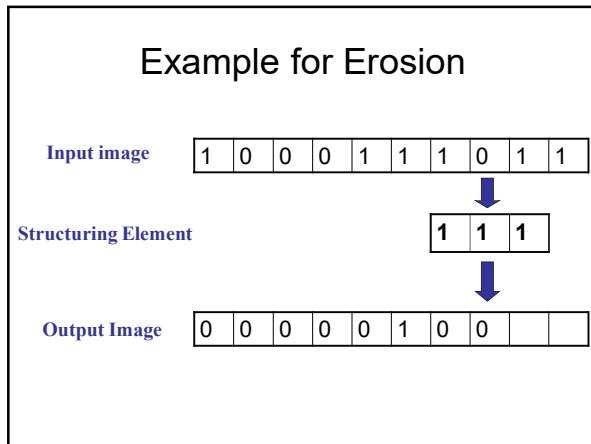 Example for Erosion
Input image 1 0 0 0 1 1 1 0 1 1
Structuring Element 1 1 1
Output Image 0 0 0 0 0 1 0 0